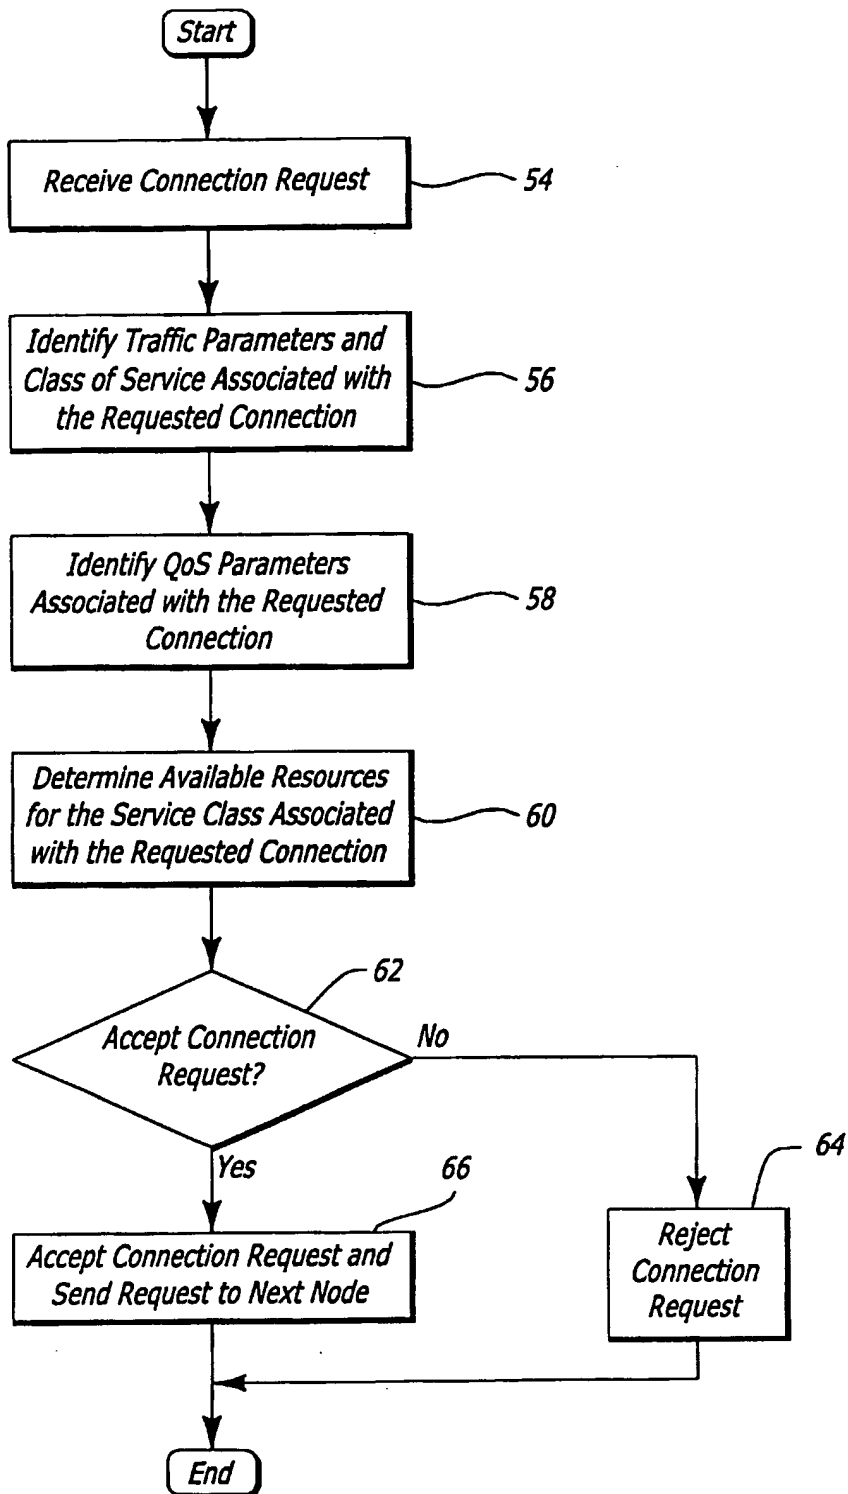 Start
Receive Connection Request
54
Identify Traffic Parameters and
Class of Service Associated with
the Requested Connection
56
Identify QoS Parameters
Associated with the Requested
Connection
58
Determine Available Resources
for the Service Class Associated
with the Requested Connection
60
62
Accept Connection
Request?
No
Yes
66
64
Accept Connection Request and
Send Request to Next Node
Reject
Connection
Request
End